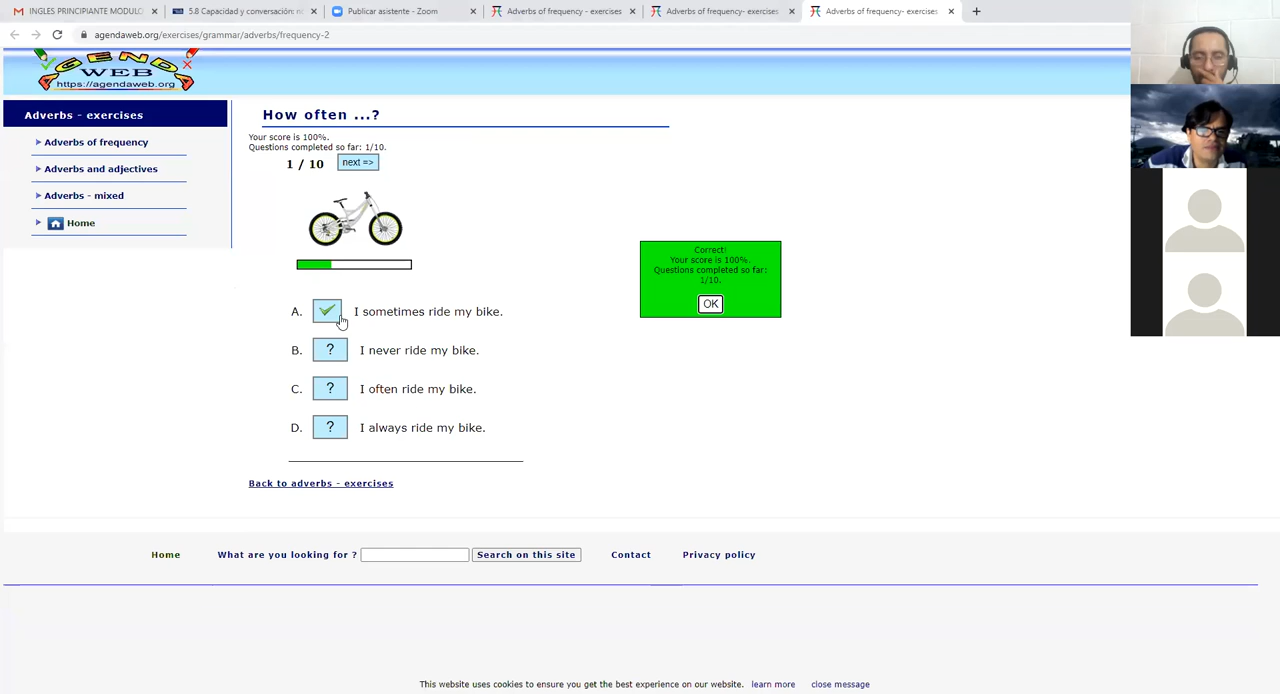 INGLES PRINCIPIANTE MODULO
5.8 Capacidad y conversación: no
Publicar asistente - Zoom
Adverbs of frequency - exercises
Adverbs of frequency- exercises
Adverbs of frequency- exercises
agendaweb.org/exercises/grammar/adverbs/frequency-2
AGENDA
WEB
https://agendaweb.org
Adverbs - exercises
Adverbs of frequency
Adverbs and adjectives
Adverbs - mixed
Home
How often ...?
Your score is 100%.
Questions completed so far: 1/10.
1 / 10 next =>
Correct!
Your score is 100%.
Questions completed so far:
1/10.
OK
A. I sometimes ride my bike.
B. ? I never ride my bike.
C. ? I often ride my bike.
D. ? I always ride my bike.
Back to adverbs - exercises
Home What are you looking for ? Search on this site Contact Privacy policy
This website uses cookies to ensure you get the best experience on our website. learn more close message